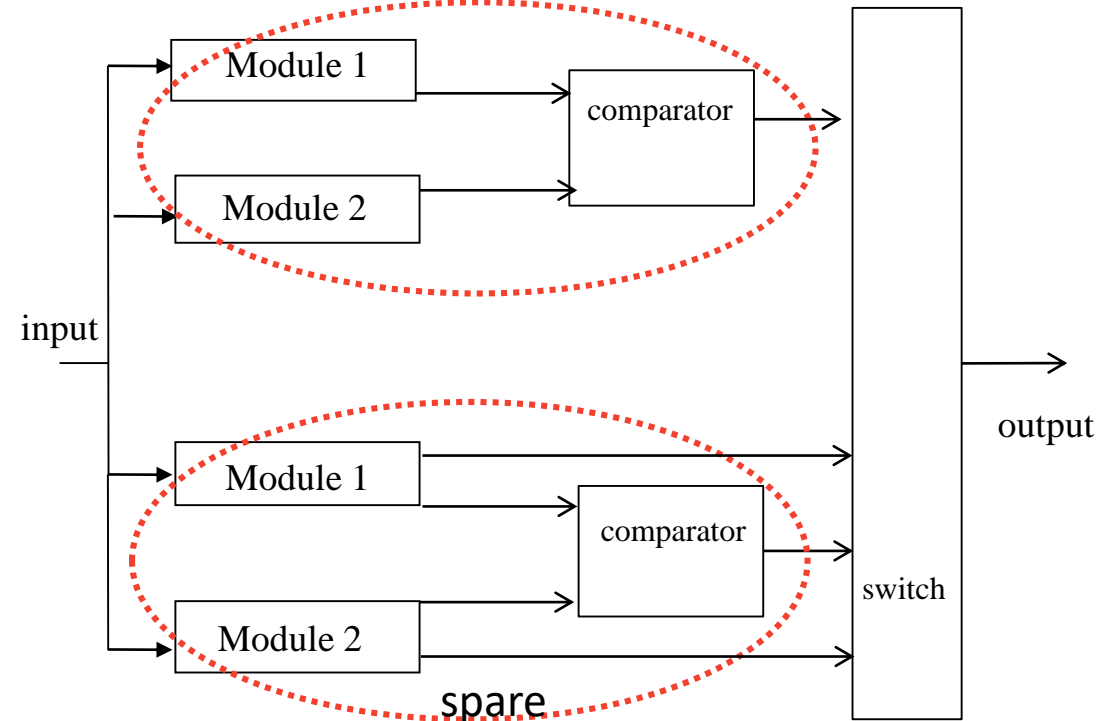 Module 1
comparator
Module 2
input
output
Module 1
comparator
switch
Module 2
spare